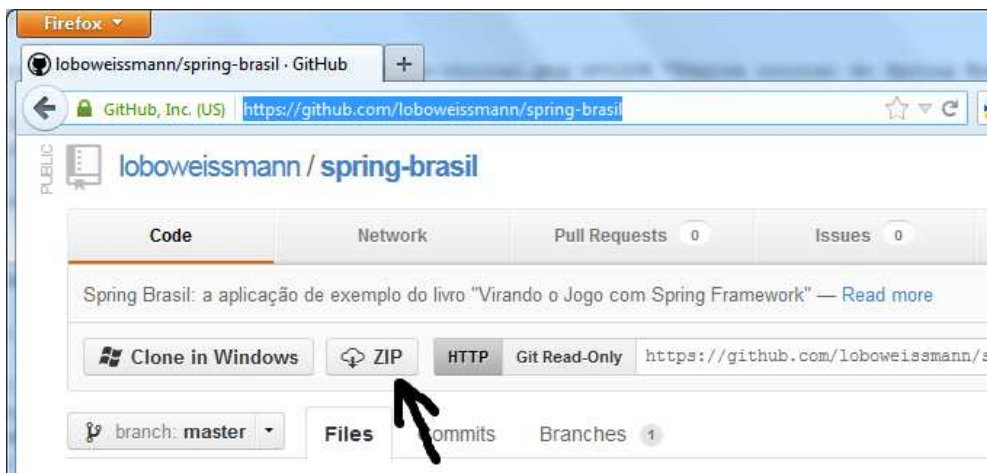 Firefox
loboweissmann/spring-brasil · GitHub
+
GitHub, Inc. (US) https://github.com/loboweissmann/spring-brasil
PUBLIC
loboweissmann / spring-brasil
Code Network Pull Requests 0 Issues 0
Spring Brasil: a aplicação de exemplo do livro "Virando o Jogo com Spring Framework" — Read more
Clone in Windows ZIP HTTP Git Read-Only https://github.com/loboweissmann/s
branch: master Files Commits Branches 1